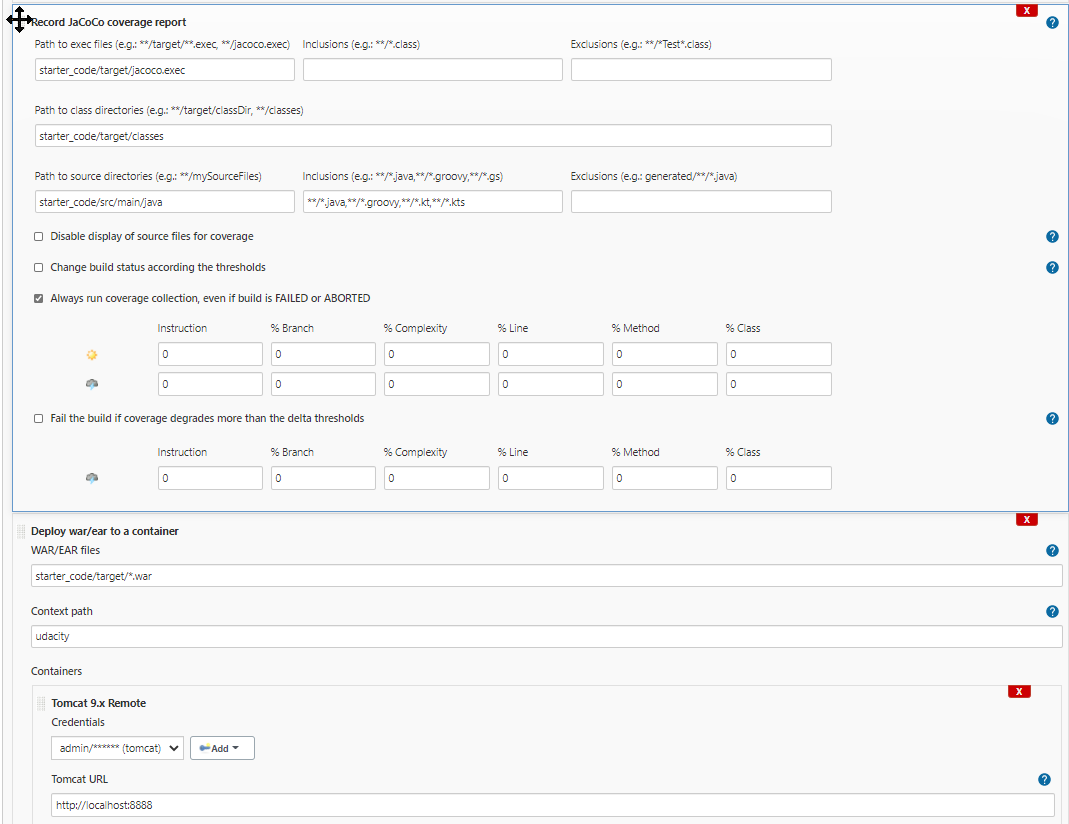 X
Record JaCoCo coverage report
?
Path to exec files (e.g.: **/target/**.exec, **/jacoco.exec) Inclusions (e.g.: **/*.class) Exclusions (e.g.: **/*Test*.class)
starter_code/target/jacoco.exec
Path to class directories (e.g.: **/target/classDir, **/classes)
starter_code/target/classes
Path to source directories (e.g.: **/mySourceFiles) Inclusions (e.g.: **/*.java,**/*.groovy,**/*.gs) Exclusions (e.g.: generated/**/*.java)
starter_code/src/main/java **/*.java,**/*.groovy,**/*.kt,**/*.kts
Disable display of source files for coverage ?
Change build status according the thresholds ?
Always run coverage collection, even if build is FAILED or ABORTED
Instruction % Branch % Complexity % Line % Method % Class
0 0 0 0 0 0
0 0 0 0 0 0
Fail the build if coverage degrades more than the delta thresholds ?
Instruction % Branch % Complexity % Line % Method % Class
0 0 0 0 0 0
X
Deploy war/ear to a container
WAR/EAR files ?
starter_code/target/*.war
Context path ?
udacity
Containers
X
Tomcat 9.x Remote
Credentials
admin/****** (tomcat) Add
Tomcat URL ?
http://localhost:8888